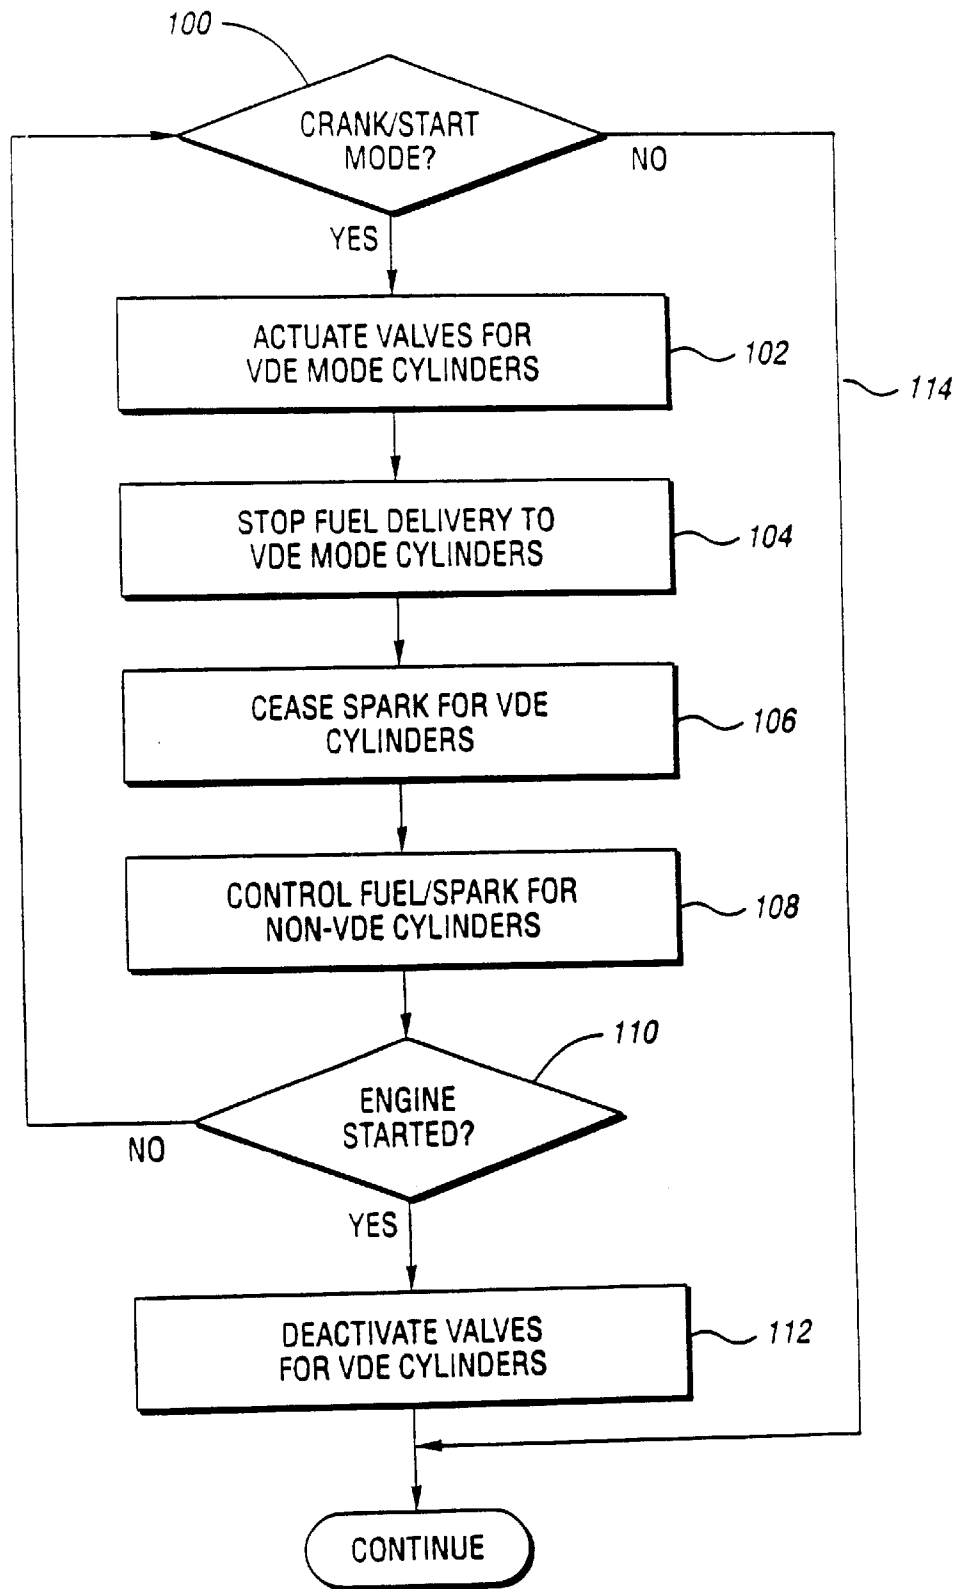 100
CRANK/START
MODE?
NO
YES
ACTUATE VALVES FOR
VDE MODE CYLINDERS
102
114
STOP FUEL DELIVERY TO
VDE MODE CYLINDERS
104
CEASE SPARK FOR VDE
CYLINDERS
106
CONTROL FUEL/SPARK FOR
NON-VDE CYLINDERS
108
110
ENGINE
STARTED?
NO
YES
DEACTIVATE VALVES
FOR VDE CYLINDERS
112
CONTINUE